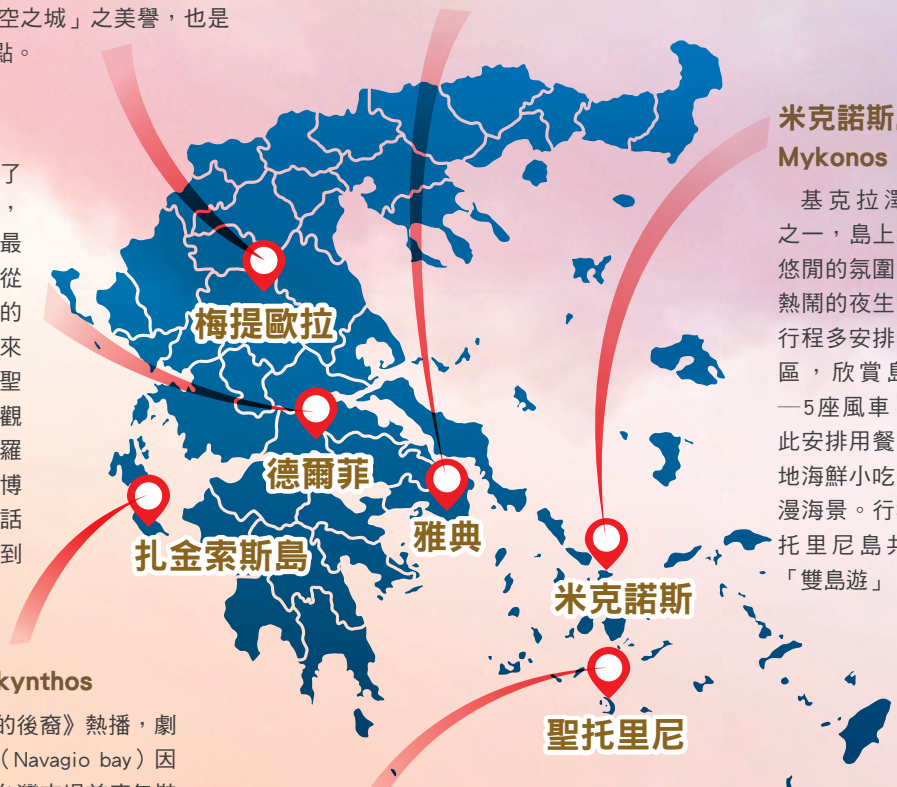 空之城」之美譽，也是
點。
了
，
最
從
的
來
聖
觀
羅
博
話
到
梅提歐拉
德爾菲
雅典
扎金索斯島
米克諾斯
聖托里尼
米克諾斯
Mykonos
基克拉澤
之一，島上
悠閒的氛圍
熱鬧的夜生
行程多安排
區，欣賞島
—5座風車
此安排用餐
地海鮮小吃
漫海景。行
托里尼島共
「雙島遊」
kynthos
的後裔》熱播，劇
（Navagio bay）因